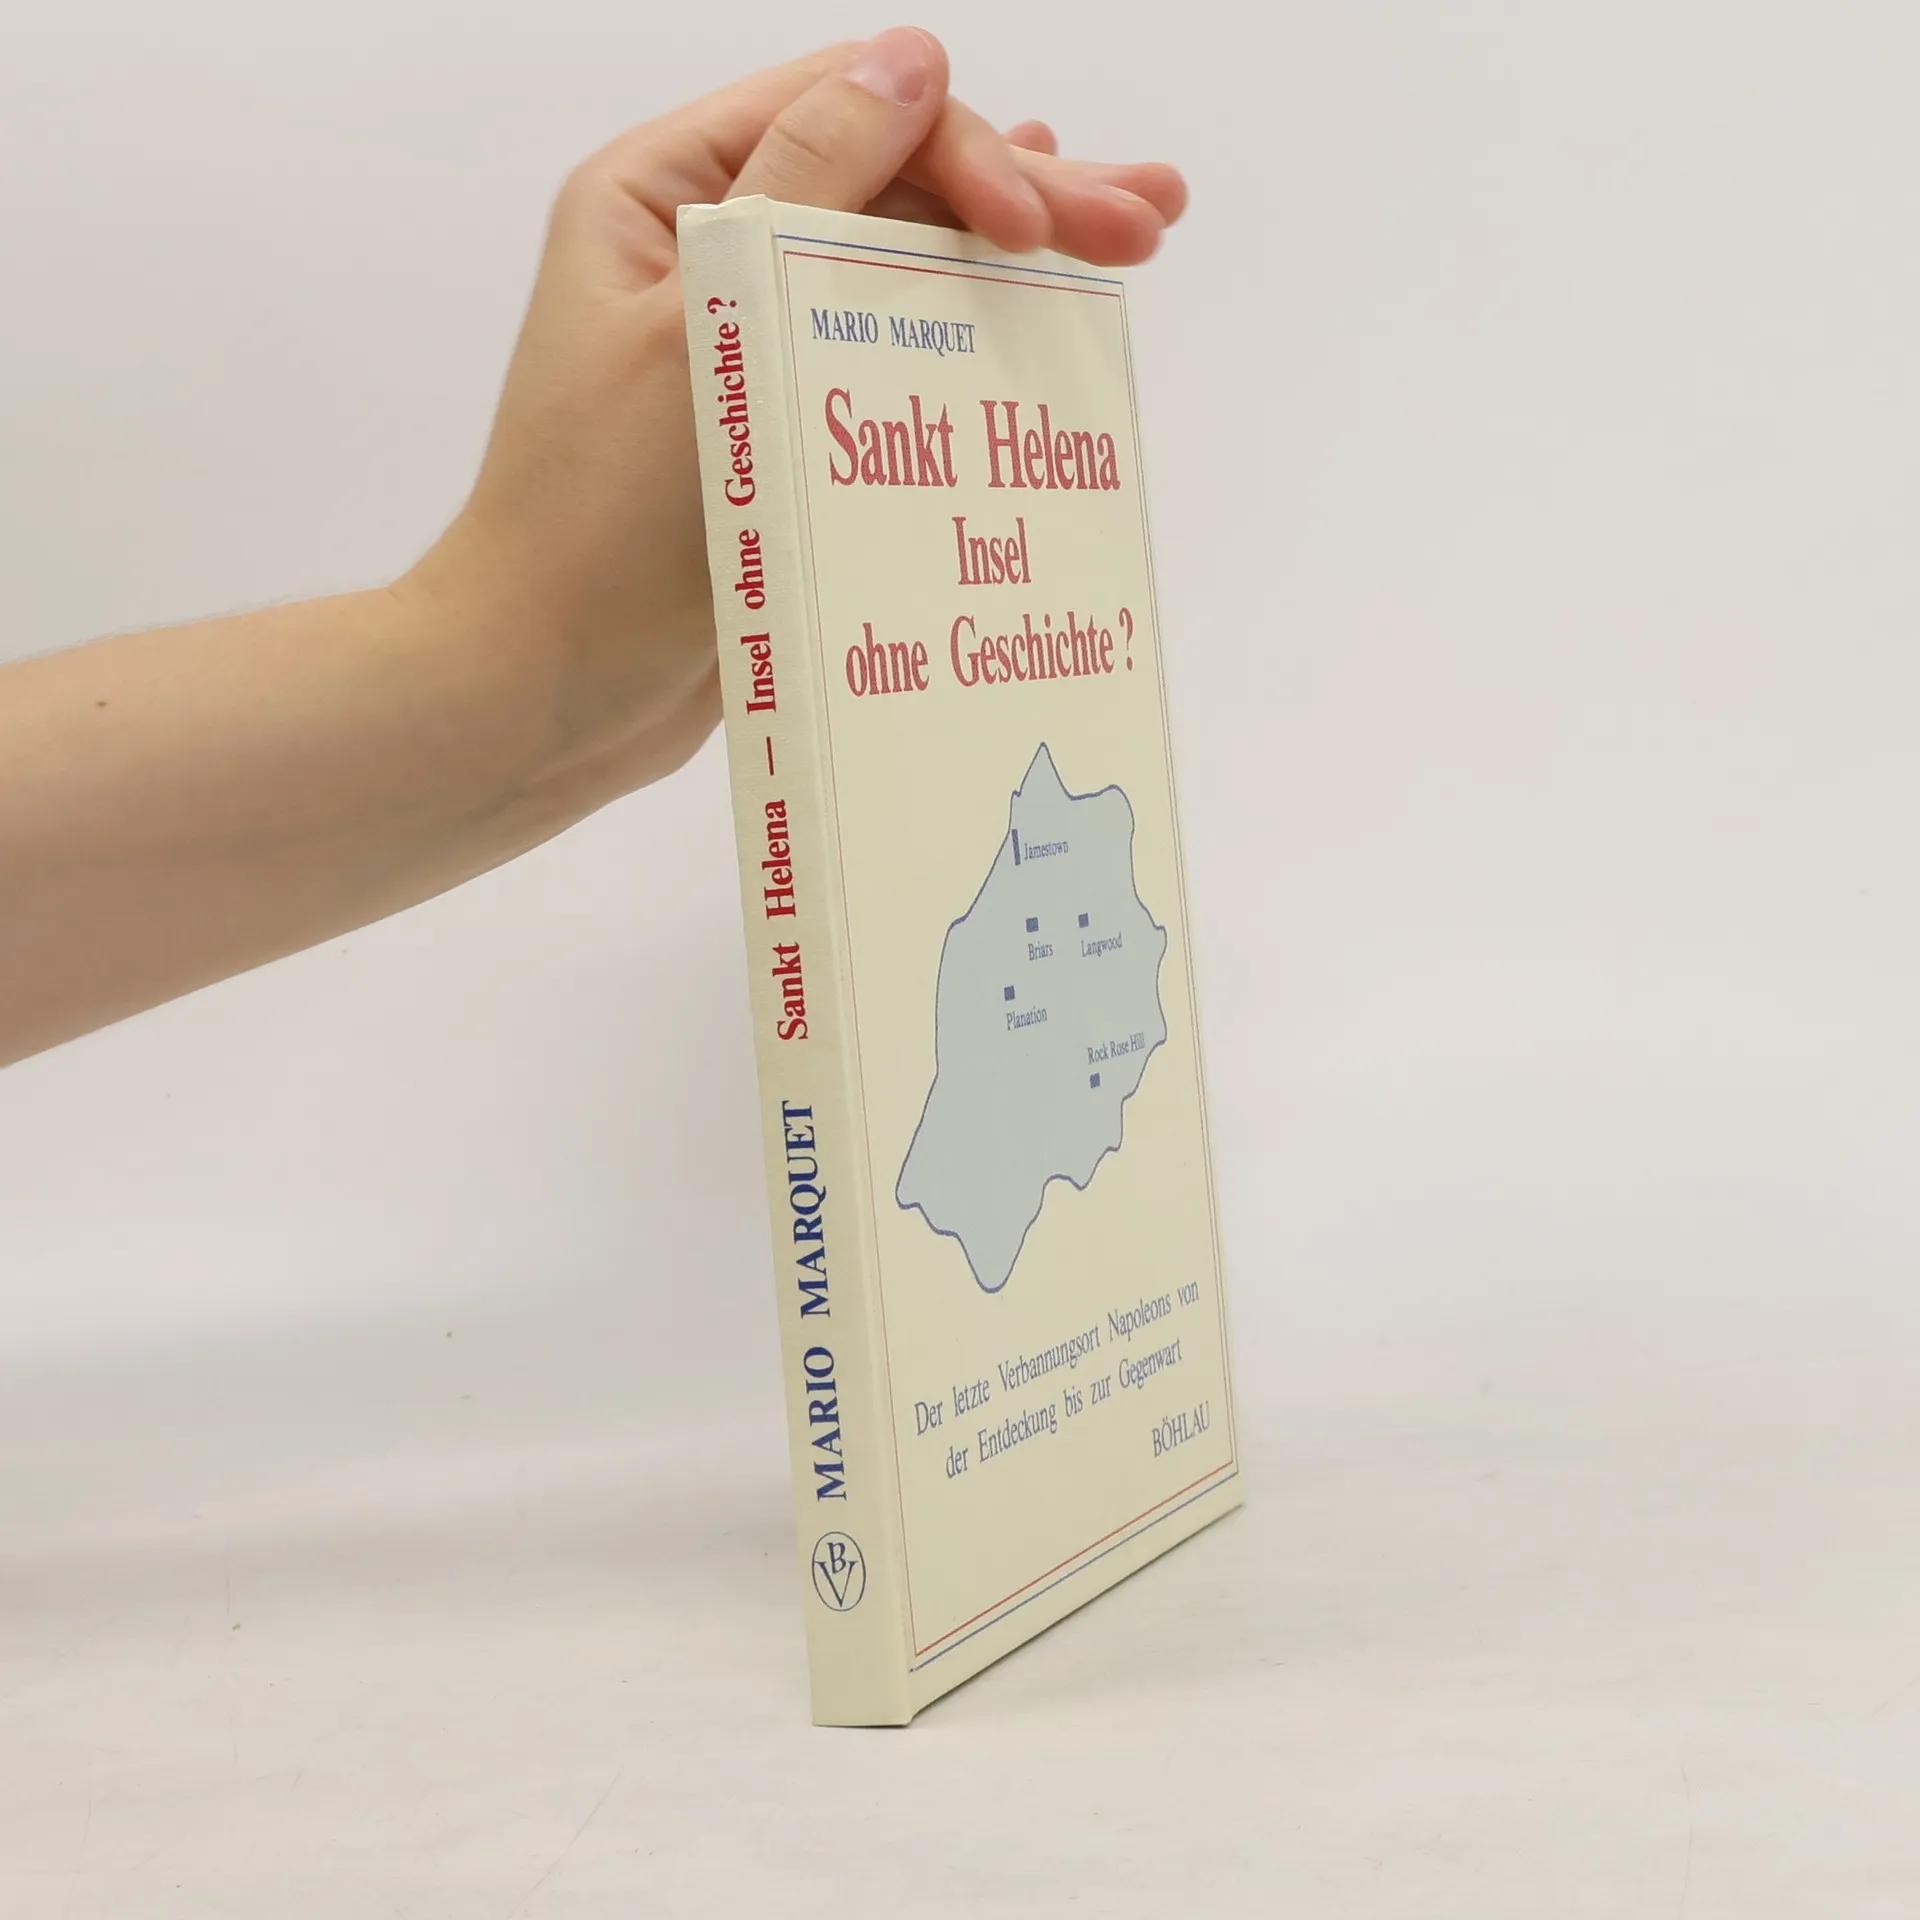 MARIO MARQUET
Sankt Helena
Insel
ohne Geschichte?
Jamestown
Briars
Langwood
Planation
Rock Rose Hill
Der letzte Verbannungsort Napoleons von
der Entdeckung bis zur Gegenwart
BÖHLAU
BV MARIO MARQUET Sankt Helena — Insel ohne Geschichte?